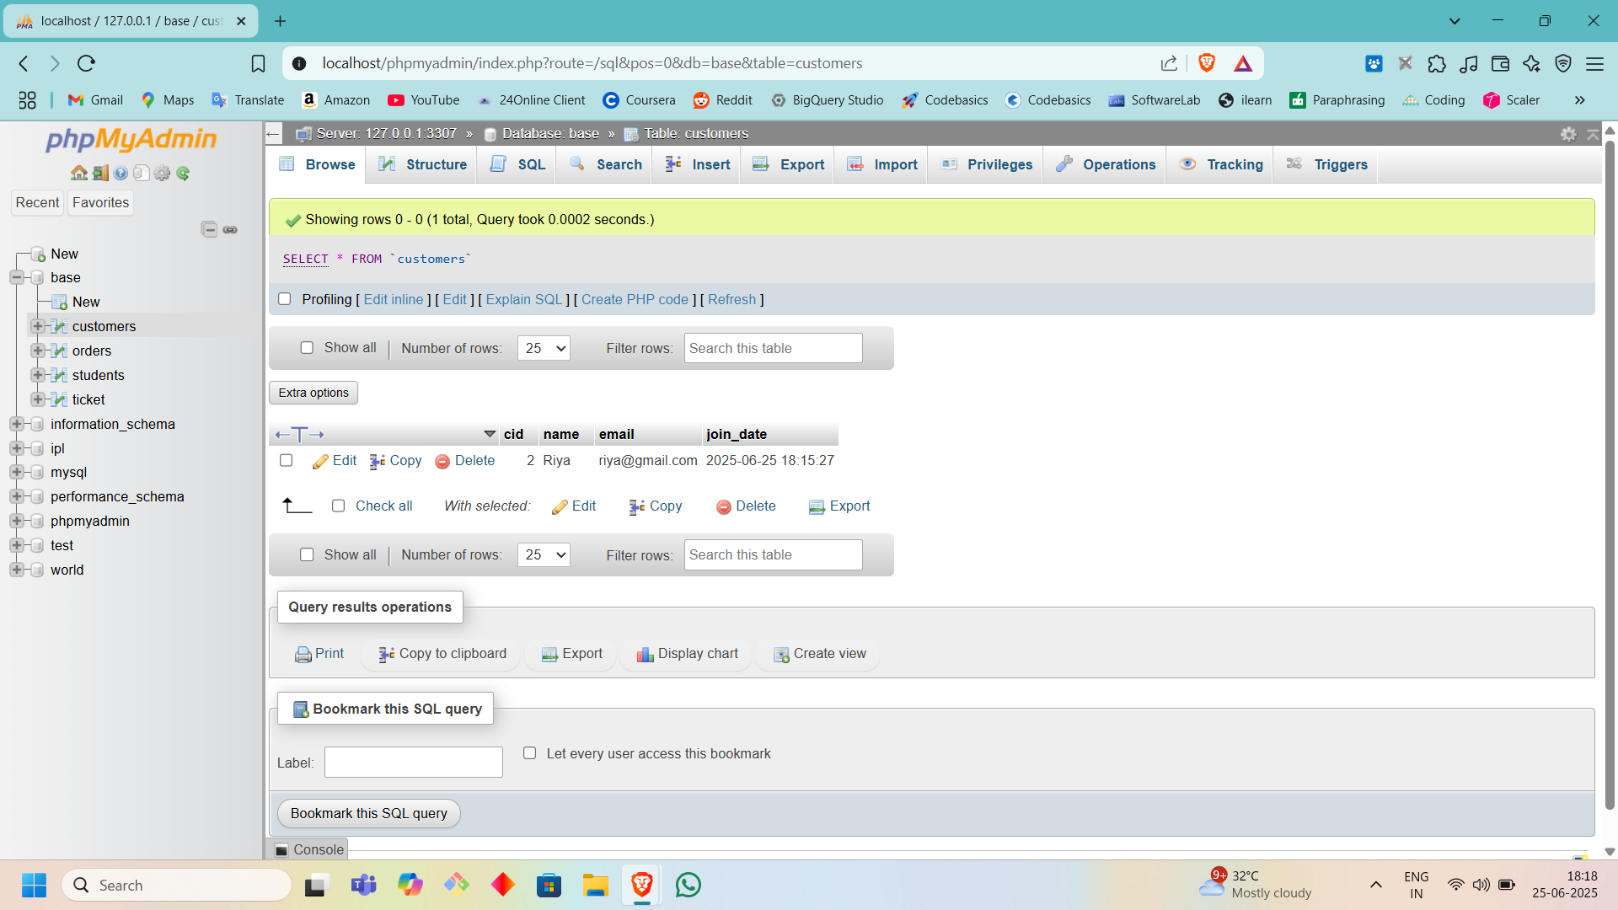 localhost / 127.0.0.1 / base / cus
localhost/phpmyadmin/index.php?route=/sql&pos=0&db=base&table=customers
Gmail Maps Translate Amazon YouTube 24Online Client Coursera Reddit BigQuery Studio Codebasics Codebasics SoftwareLab ilearn Paraphrasing Coding Scaler »
phpMyAdmin
Recent Favorites
New
base
New
customers
orders
students
ticket
information_schema
ipl
mysql
performance_schema
phpmyadmin
test
world
Server: 127.0.0.1:3307 » Database: base » Table: customers
Browse Structure SQL Search Insert Export Import Privileges Operations Tracking Triggers
Showing rows 0 - 0 (1 total, Query took 0.0002 seconds.)
SELECT * FROM `customers`
Profiling [ Edit inline ] [ Edit ] [ Explain SQL ] [ Create PHP code ] [ Refresh ]
Show all Number of rows: 25 Filter rows: Search this table
Extra options
cid name email join_date
Edit Copy Delete 2 Riya riya@gmail.com 2025-06-25 18:15:27
Check all With selected: Edit Copy Delete Export
Show all Number of rows: 25 Filter rows: Search this table
Query results operations
Print Copy to clipboard Export Display chart Create view
Bookmark this SQL query
Label: Let every user access this bookmark
Bookmark this SQL query
Console
Search
9+ 32°C
Mostly cloudy
ENG
IN
18:18
25-06-2025